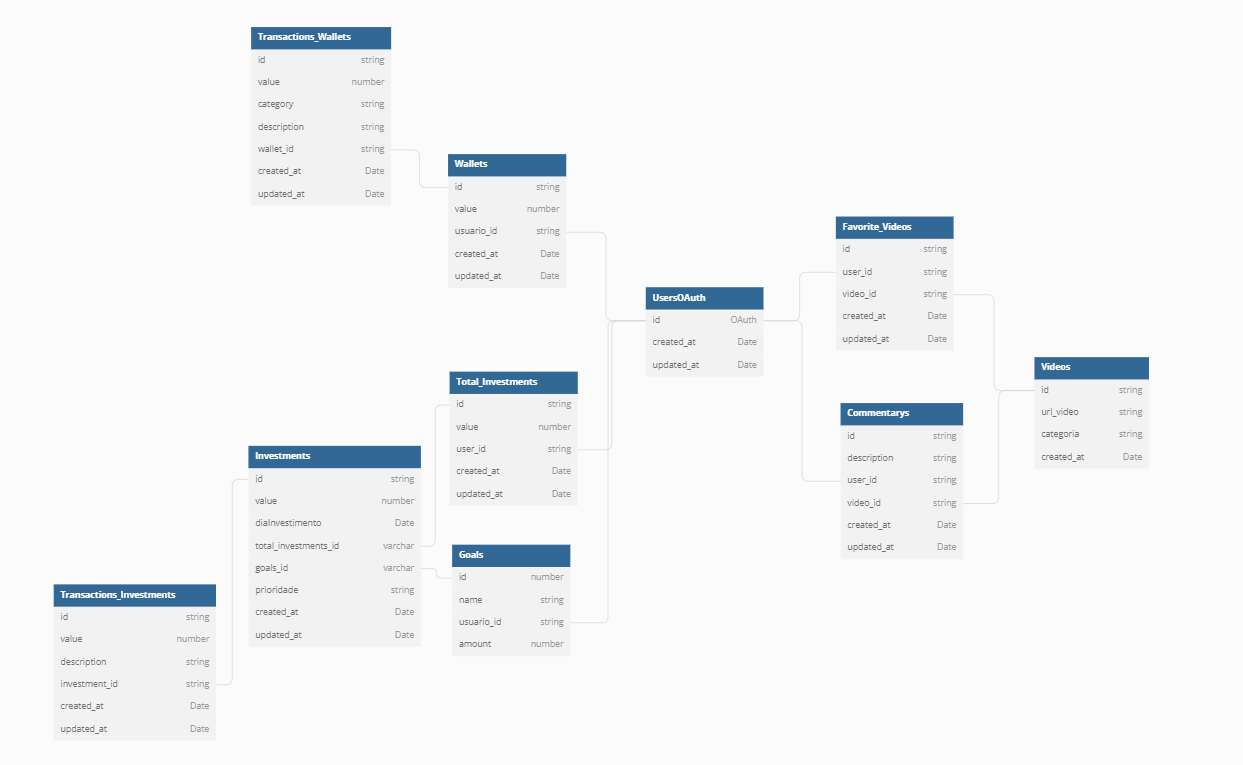 Transactions_Wallets
id string
value number
category string
description string
wallet_id string
created_at Date
updated_at Date
Wallets
id string
value number
usuario_id string
created_at Date
updated_at Date
UsersOAuth
id OAuth
created_at Date
updated_at Date
Favorite_Videos
id string
user_id string
video_id string
created_at Date
updated_at Date
Videos
id string
url_video string
categoria string
created_at Date
Commentarys
id string
description string
user_id string
video_id string
created_at Date
updated_at Date
Total_Investments
id string
value number
user_id string
created_at Date
updated_at Date
Investments
id string
value number
diaInvestimento Date
total_investments_id varchar
goals_id varchar
prioridade string
created_at Date
updated_at Date
Goals
id number
name string
usuario_id string
amount number
Transactions_Investments
id string
value number
description string
investment_id string
created_at Date
updated_at Date